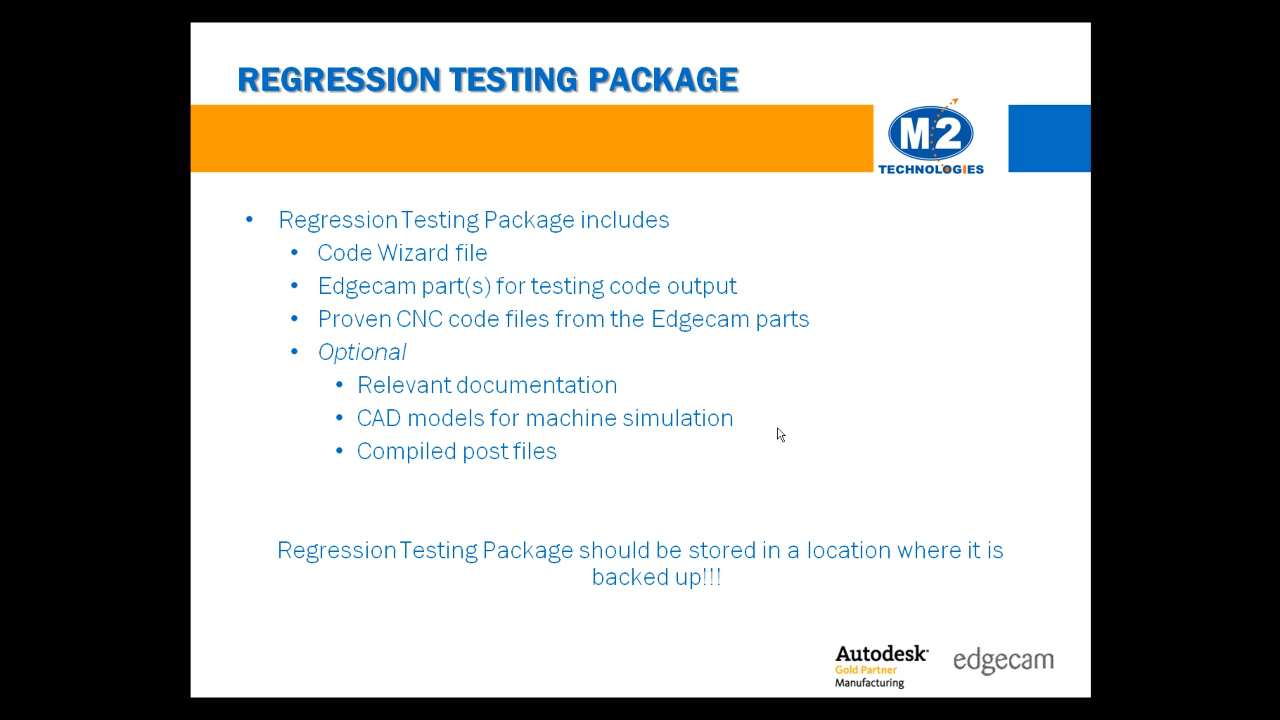 REGRESSION TESTING PACKAGE
M2
TECHNOLOGIES
• Regression Testing Package includes
• Code Wizard file
• Edgecam part(s) for testing code output
• Proven CNC code files from the Edgecam parts
• Optional
• Relevant documentation
• CAD models for machine simulation
• Compiled post files
Regression Testing Package should be stored in a location where it is
backed up!!!
Autodesk
Gold Partner
Manufacturing
edgecam